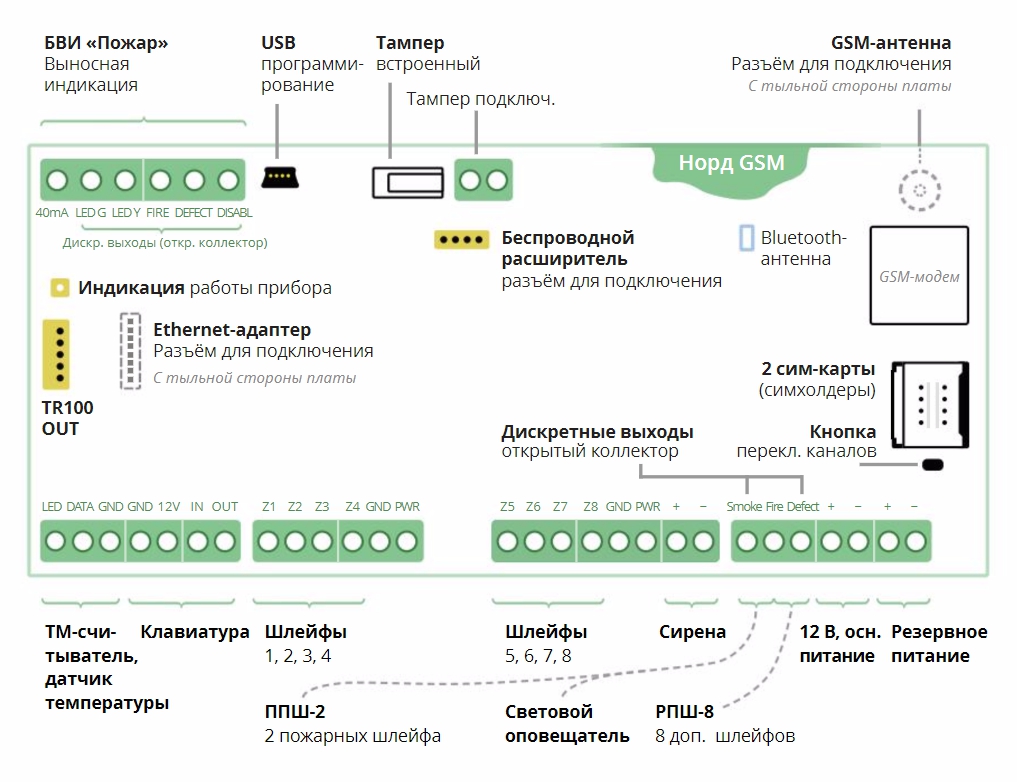 БВИ «Пожар»
Выносная
индикация
USB
программи-
рование
Тампер
встроенный
Тампер подключ.
GSM-антенна
Разъём для подключения
С тыльной стороны платы
Норд GSM
40mA LED G LED Y FIRE DEFECT DISABL
Дискр. выходы (откр. коллектор)
Беспроводной
расширитель
разъём для подключения
Bluetooth-
антенна
GSM-модем
Индикация работы прибора
Ethernet-адаптер
Разъём для подключения
С тыльной стороны платы
TR100
OUT
2 сим-карты
(симхолдеры)
Дискретные выходы
открытый коллектор
Кнопка
перекл. каналов
LED DATA GND GND 12V IN OUT
Z1 Z2 Z3 Z4 GND PWR
Z5 Z6 Z7 Z8 GND PWR + −
Smoke Fire Defect + − + −
ТМ-счи-
тыватель,
датчик
температуры
Клавиатура
Шлейфы
1, 2, 3, 4
Шлейфы
5, 6, 7, 8
Сирена
12 В, осн.
питание
Резервное
питание
ППШ-2
2 пожарных шлейфа
Световой
оповещатель
РПШ-8
8 доп. шлейфов